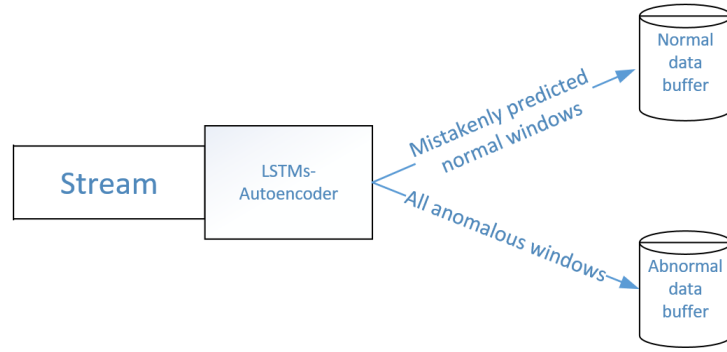 Stream
LSTMs-
Autoencoder
Mistakenly predicted
normal windows
All anomalous windows
Normal
data
buffer
Abnormal
data
buffer